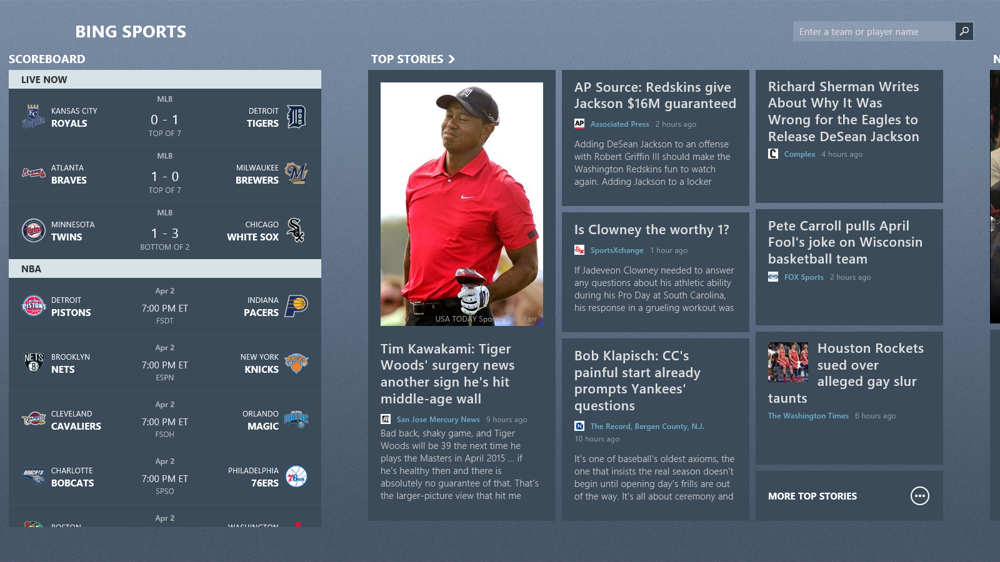 BING SPORTS
Enter a team or player name
SCOREBOARD
LIVE NOW
MLB
KANSAS CITY
ROYALS
0 - 1
TOP OF 7
DETROIT
TIGERS
MLB
ATLANTA
BRAVES
1 - 0
TOP OF 7
MILWAUKEE
BREWERS
MLB
MINNESOTA
TWINS
1 - 3
BOTTOM OF 2
CHICAGO
WHITE SOX
NBA
Apr 2
DETROIT
PISTONS
7:00 PM ET
FSDT
INDIANA
PACERS
Apr 2
BROOKLYN
NETS
7:00 PM ET
ESPN
NEW YORK
KNICKS
Apr 2
CLEVELAND
CAVALIERS
7:00 PM ET
FSOH
ORLANDO
MAGIC
Apr 2
CHARLOTTE
BOBCATS
7:00 PM ET
SPSO
PHILADELPHIA
76ERS
Apr 2
BOSTON
WASHINGTON
TOP STORIES
USA TODAY Sports, Brad Barr
Tim Kawakami: Tiger
Woods' surgery news
another sign he's hit
middle-age wall
San Jose Mercury News 9 hours ago
Bad back, shaky game, and Tiger
Woods will be 39 the next time he
plays the Masters in April 2015 ... if
he's healthy then and there is
absolutely no guarantee of that. That's
the larger-picture view that hit me
AP Source: Redskins give
Jackson $16M guaranteed
AP Associated Press 2 hours ago
Adding DeSean Jackson to an offense
with Robert Griffin III should make the
Washington Redskins fun to watch
again. Adding Jackson to a locker
Is Clowney the worthy 1?
TSX SportsXchange 1 hour ago
If Jadeveon Clowney needed to answer
any questions about his athletic ability
during his Pro Day at South Carolina,
his response in a grueling workout was
Bob Klapisch: CC's
painful start already
prompts Yankees'
questions
N The Record, Bergen County, N.J.
10 hours ago
It's one of baseball's oldest axioms, the
one that insists the real season doesn't
begin until opening day's frills are out
of the way. It's all about ceremony and
Richard Sherman Writes
About Why It Was
Wrong for the Eagles to
Release DeSean Jackson
C Complex 4 hours ago
Pete Carroll pulls April
Fool's joke on Wisconsin
basketball team
FOX Sports 2 hours ago
Houston Rockets
sued over
alleged gay slur
taunts
The Washington Times 6 hours ago
MORE TOP STORIES
N